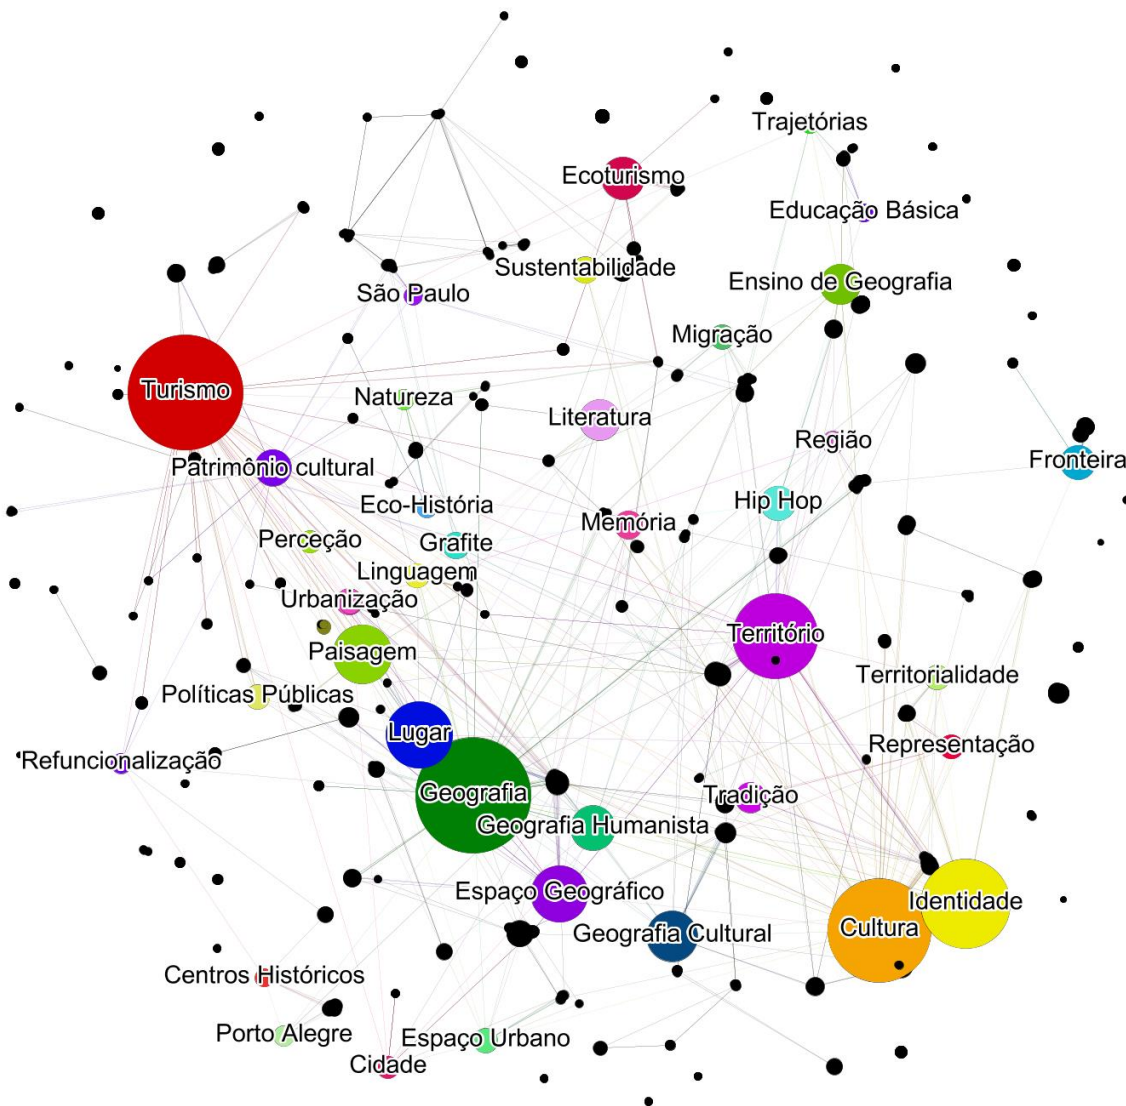 Trajetórias
Ecoturismo
Educação Básica
Sustentabilidade
Ensino de Geografia
São Paulo
Migração
Turismo
Natureza
Literatura
Região
Patrimônio cultural
Fronteira
Eco-História
Hip Hop
Memória
Perceção
Grafite
Linguagem
Urbanização
Território
Paisagem
Territorialidade
Políticas Públicas
Lugar
Representação
Refuncionalização
Geografia
Tradição
Geografia Humanista
Espaço Geográfico
Identidade
Cultura
Geografia Cultural
Centros Históricos
Porto Alegre
Espaço Urbano
Cidade